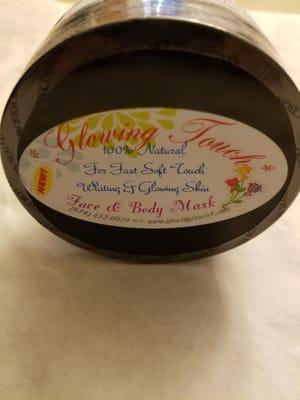 Glowing Touch
100% Natural
For Fast Soft Touch
Whiting & Glowing Skin
NEW!!
Face & Body Mask